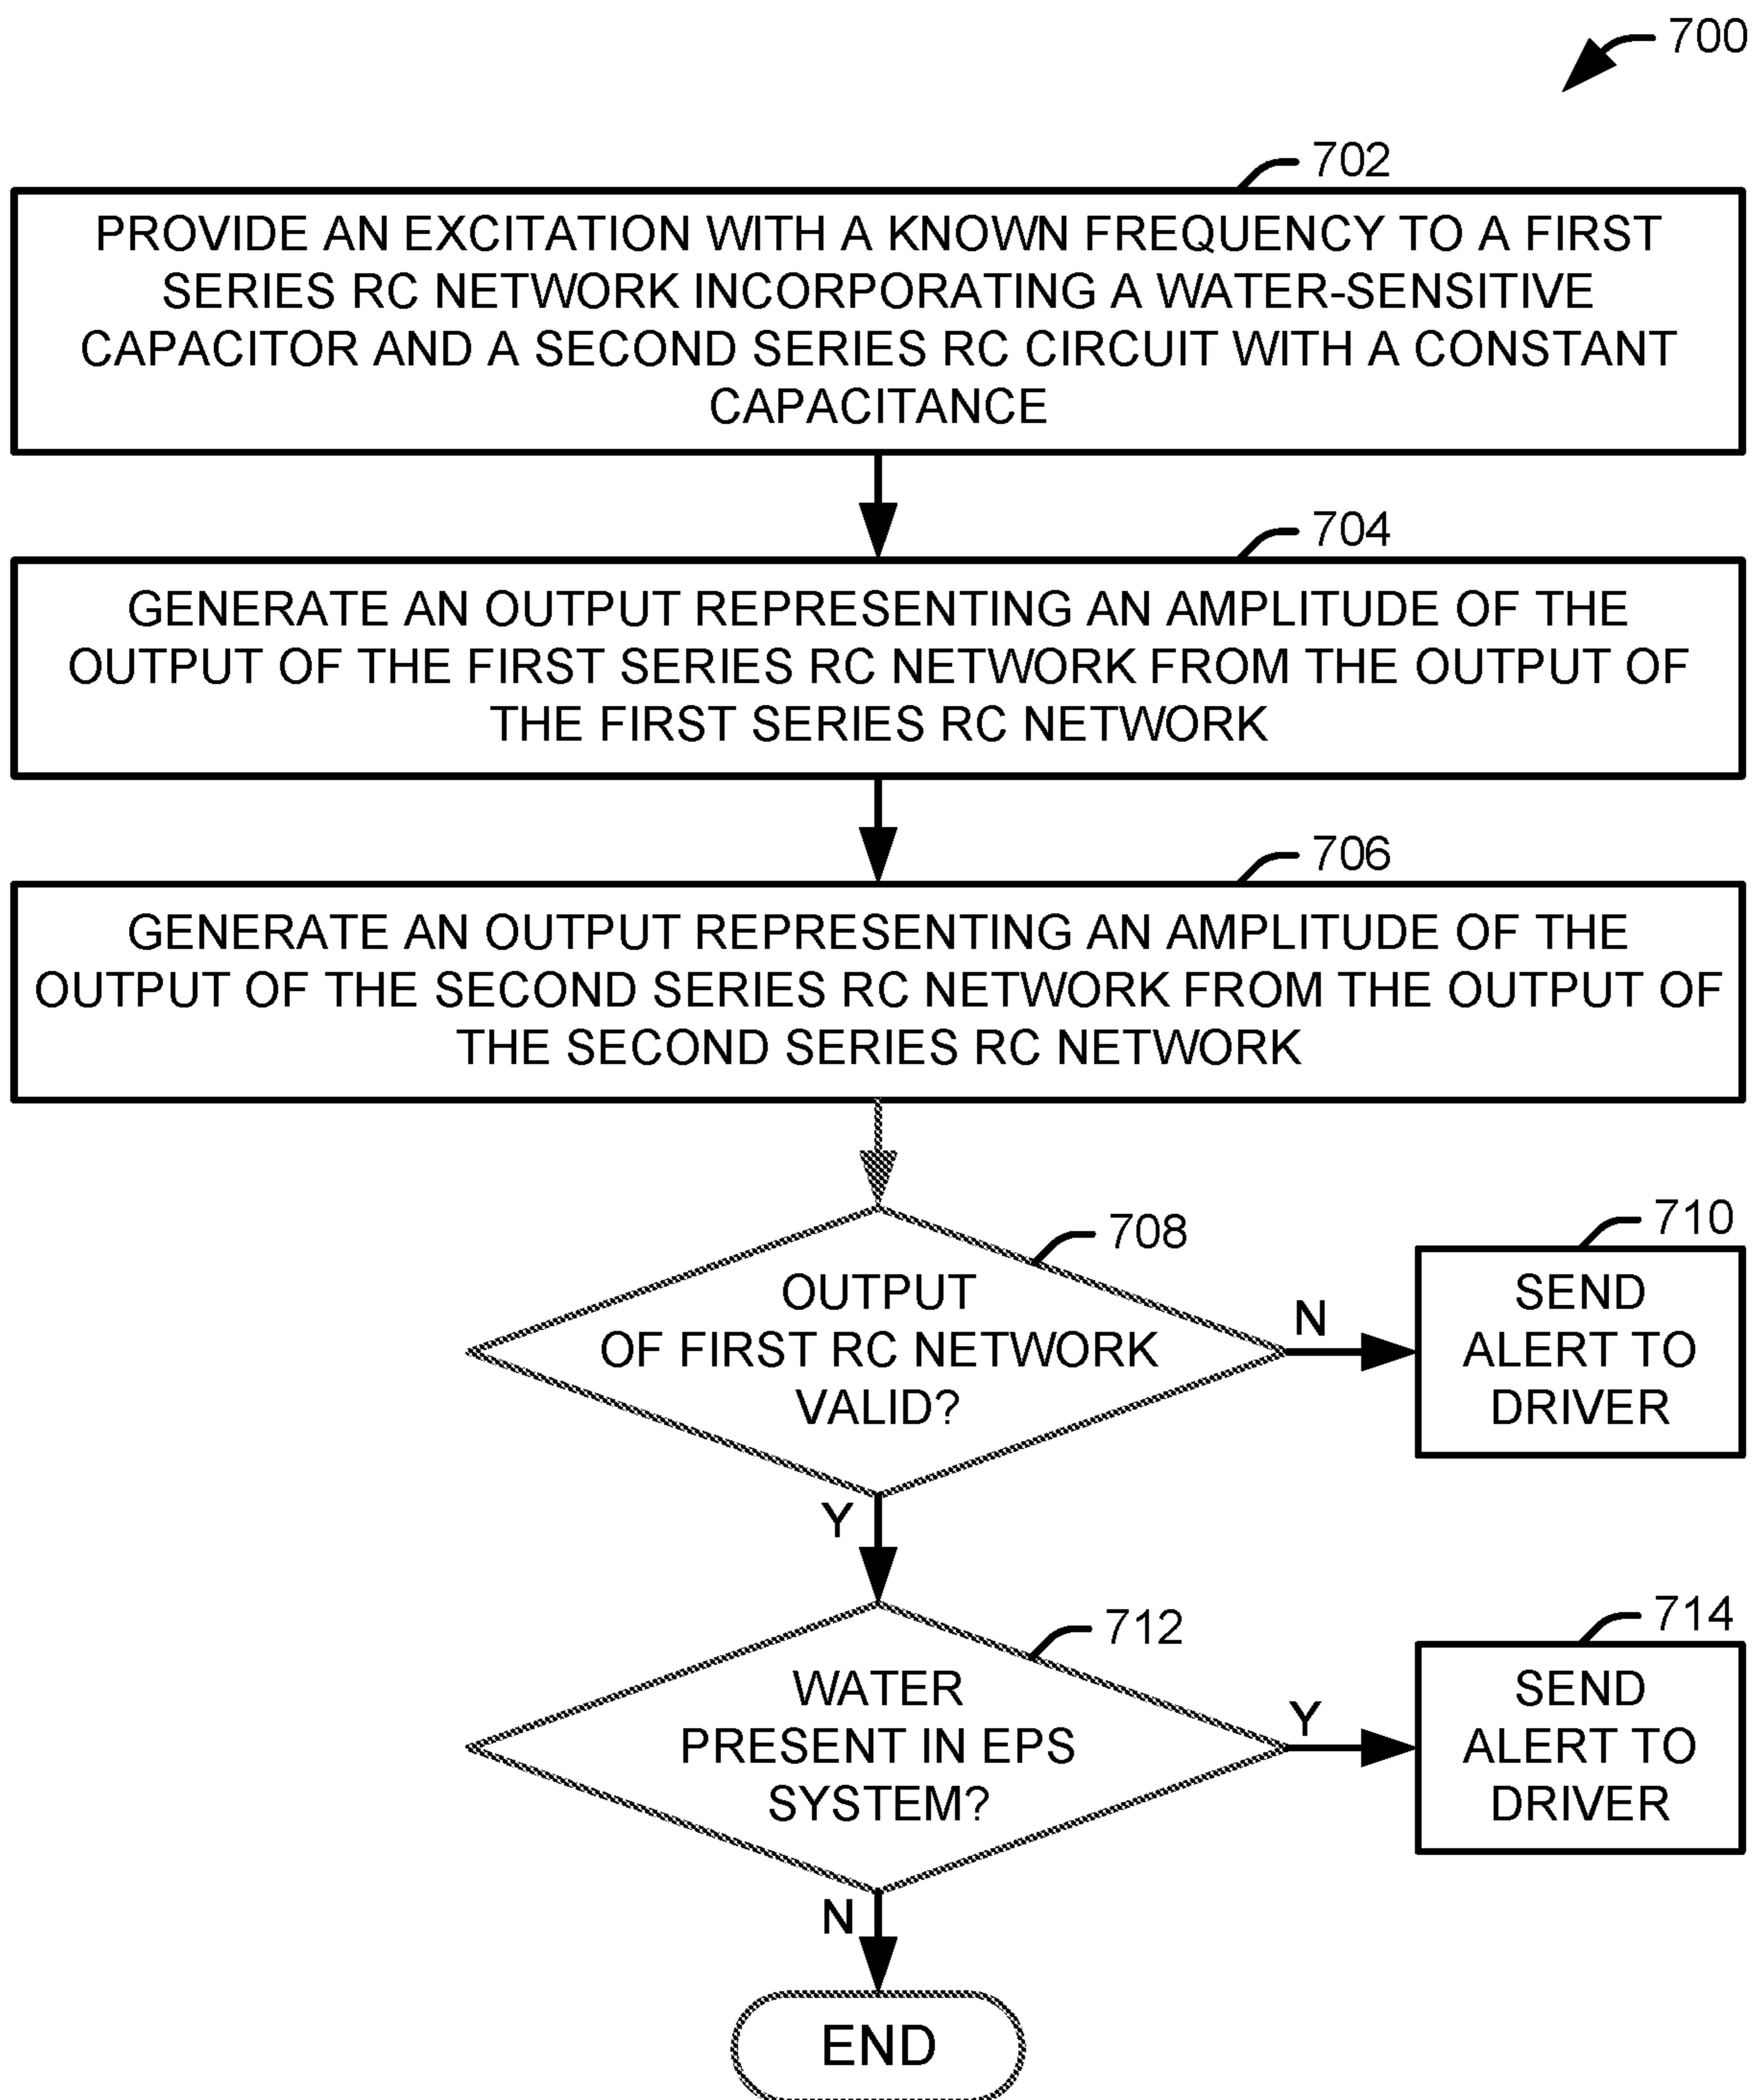 700
702
PROVIDE AN EXCITATION WITH A KNOWN FREQUENCY TO A FIRST
SERIES RC NETWORK INCORPORATING A WATER-SENSITIVE
CAPACITOR AND A SECOND SERIES RC CIRCUIT WITH A CONSTANT
CAPACITANCE
704
GENERATE AN OUTPUT REPRESENTING AN AMPLITUDE OF THE
OUTPUT OF THE FIRST SERIES RC NETWORK FROM THE OUTPUT OF
THE FIRST SERIES RC NETWORK
706
GENERATE AN OUTPUT REPRESENTING AN AMPLITUDE OF THE
OUTPUT OF THE SECOND SERIES RC NETWORK FROM THE OUTPUT OF
THE SECOND SERIES RC NETWORK
708
OUTPUT
OF FIRST RC NETWORK
VALID?
N
710
SEND
ALERT TO
DRIVER
Y
712
WATER
PRESENT IN EPS
SYSTEM?
Y
714
SEND
ALERT TO
DRIVER
N
END